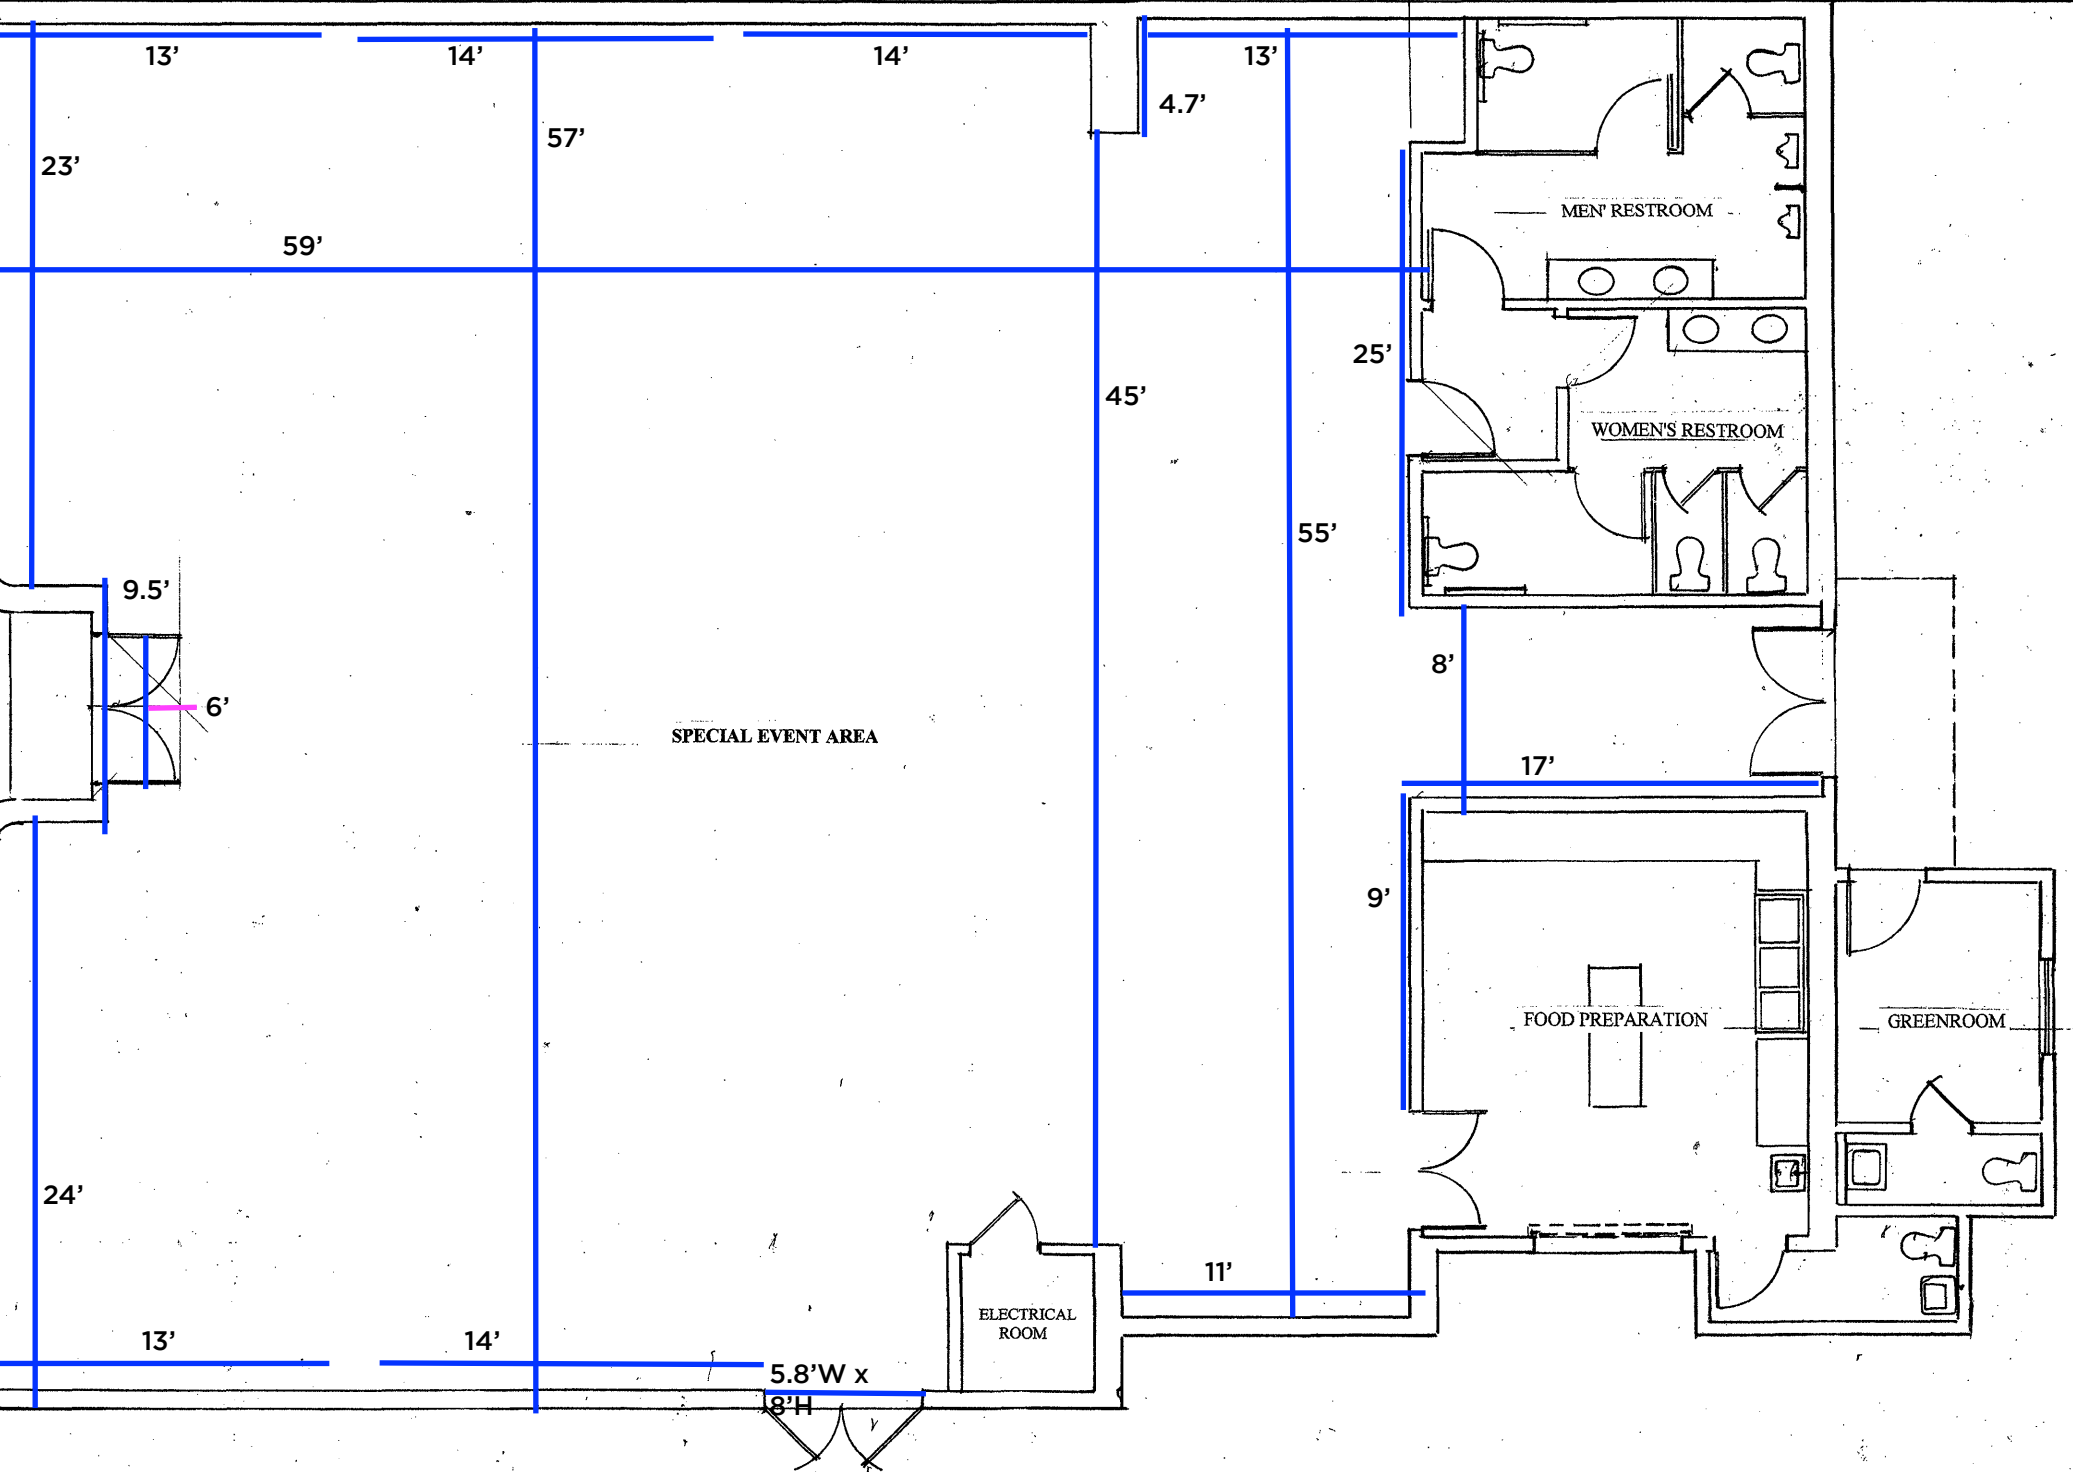 13’
14’
14’
13’
4.7’
57’
23’
MEN' RESTROOM
59’
25’
45’
WOMEN'S RESTROOM
55’
9.5’
8’
6’
SPECIAL EVENT AREA
17’
9’
FOOD PREPARATION
GREENROOM
24’
11’
ELECTRICAL
ROOM
13’
14’
5.8’W x
8’H